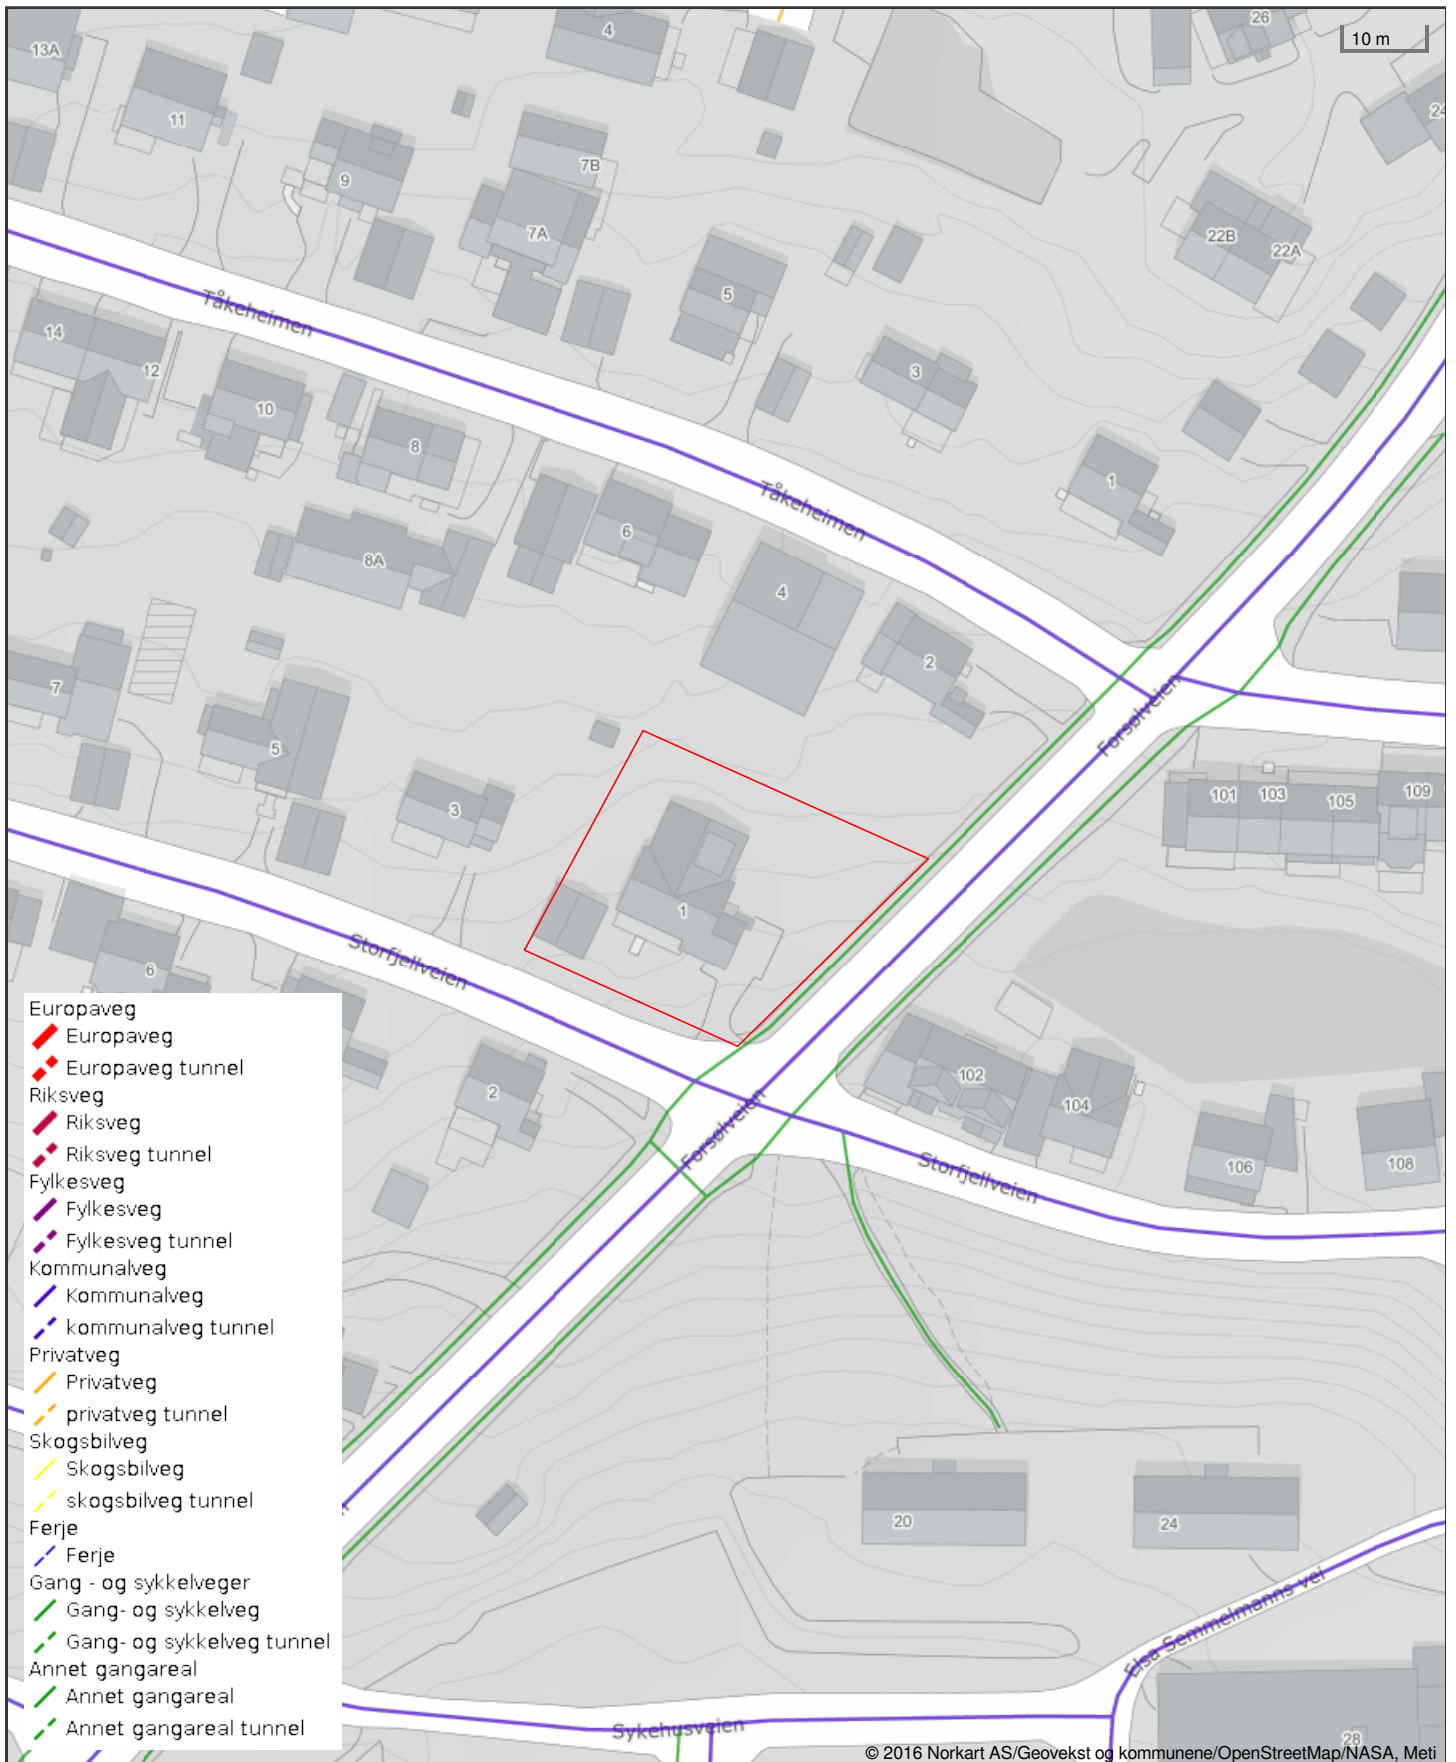 13A
4
26
10 m
24
11
7B
9
7A
22B
22A
5
Tåkeheimen
14
12
3
10
8
1
Tåkeheimen
6
8A
4
2
7
5
Forsølveien
3
101
103
105
109
1
Storfjellveien
6
2
102
104
Forsølveien
106
108
Storfjellveien
Europaveg
Europaveg
Europaveg tunnel
Riksveg
Riksveg
Riksveg tunnel
Fylkesveg
Fylkesveg
Fylkesveg tunnel
Kommunalveg
Kommunalveg
kommunalveg tunnel
Privatveg
Privatveg
privatveg tunnel
Skogsbilveg
Skogsbilveg
skogsbilveg tunnel
Ferje
Ferje
Gang - og sykkelveger
Gang- og sykkelveg
Gang- og sykkelveg tunnel
Annet gangareal
Annet gangareal
Annet gangareal tunnel
20
24
Elsa Semmelmanns vei
Sykehusveien
28
© 2016 Norkart AS/Geovekst og kommunene/OpenStreetMap/NASA, Meti